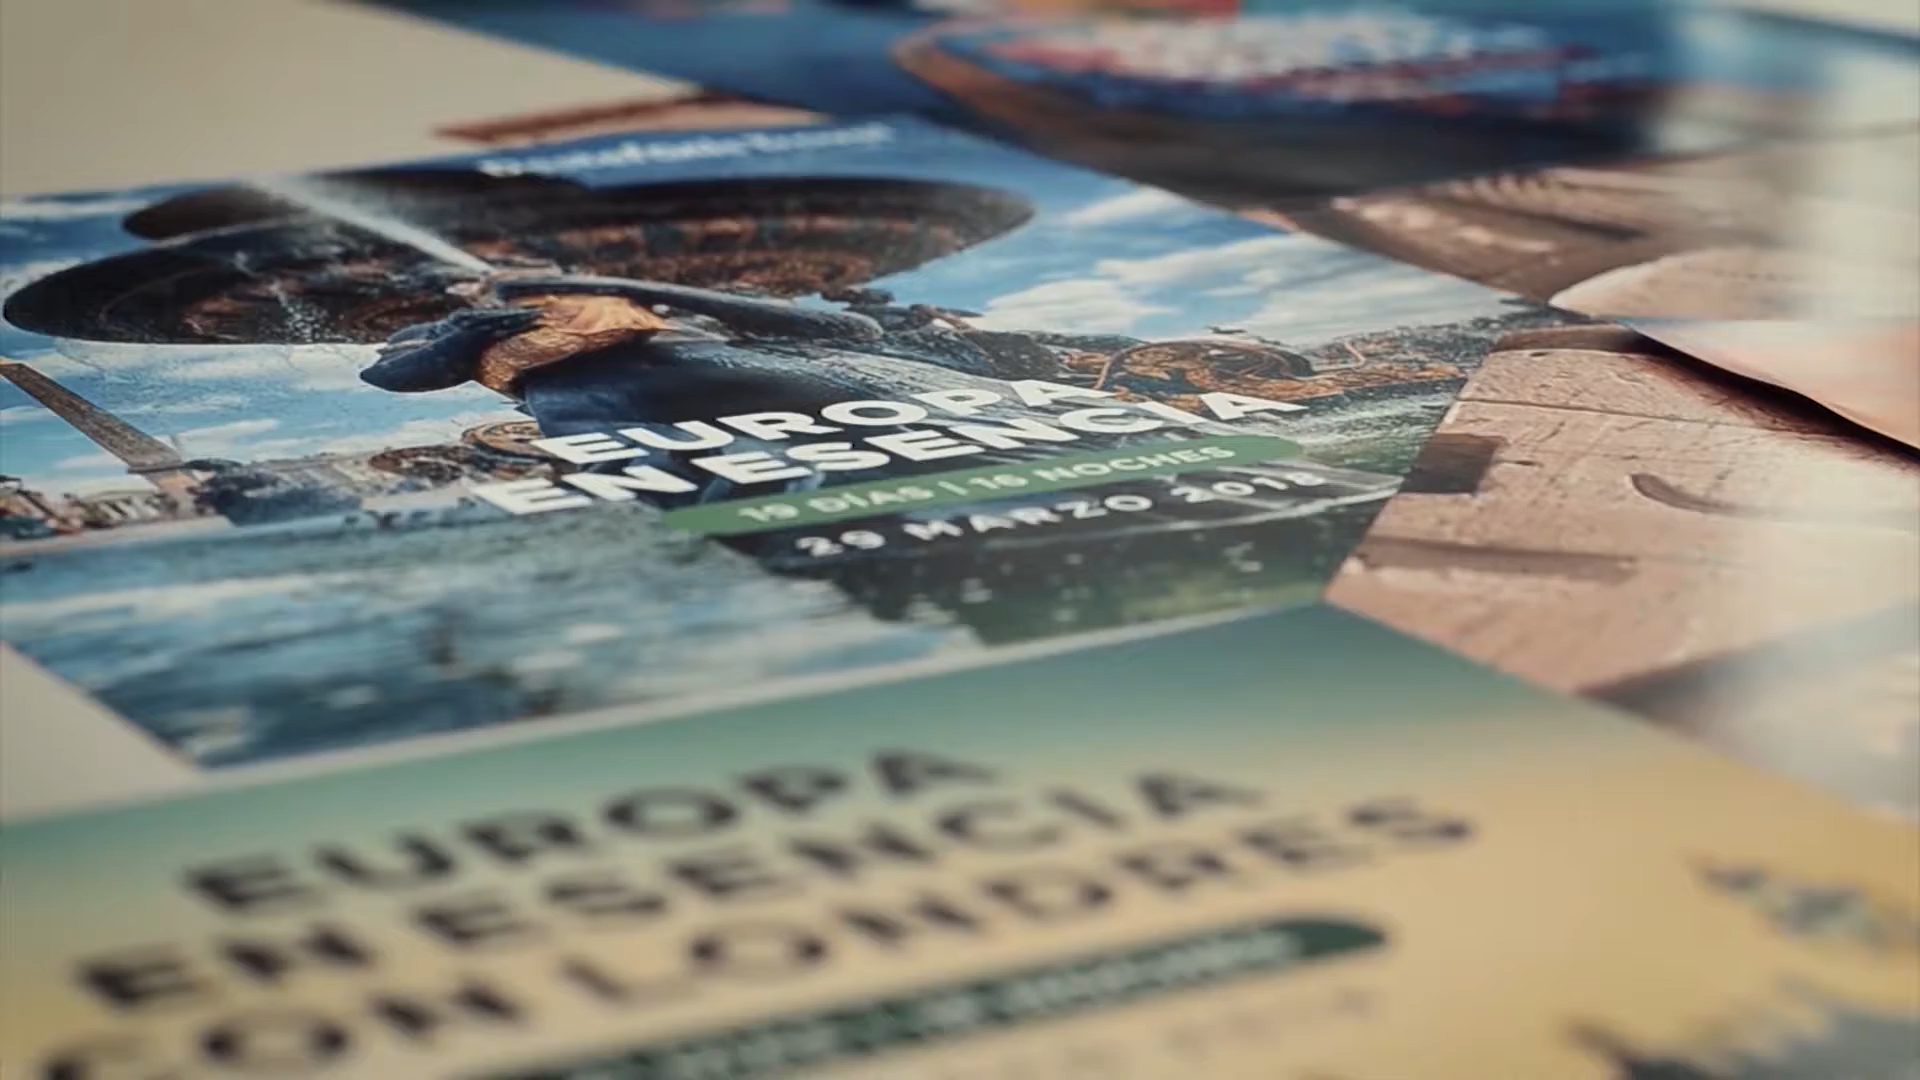 EUROPA
EN ESENCIA
19 DÍAS | 16 NOCHES
29 MARZO 2018
EUROPA
EN ESENCIA
CON LONDRES